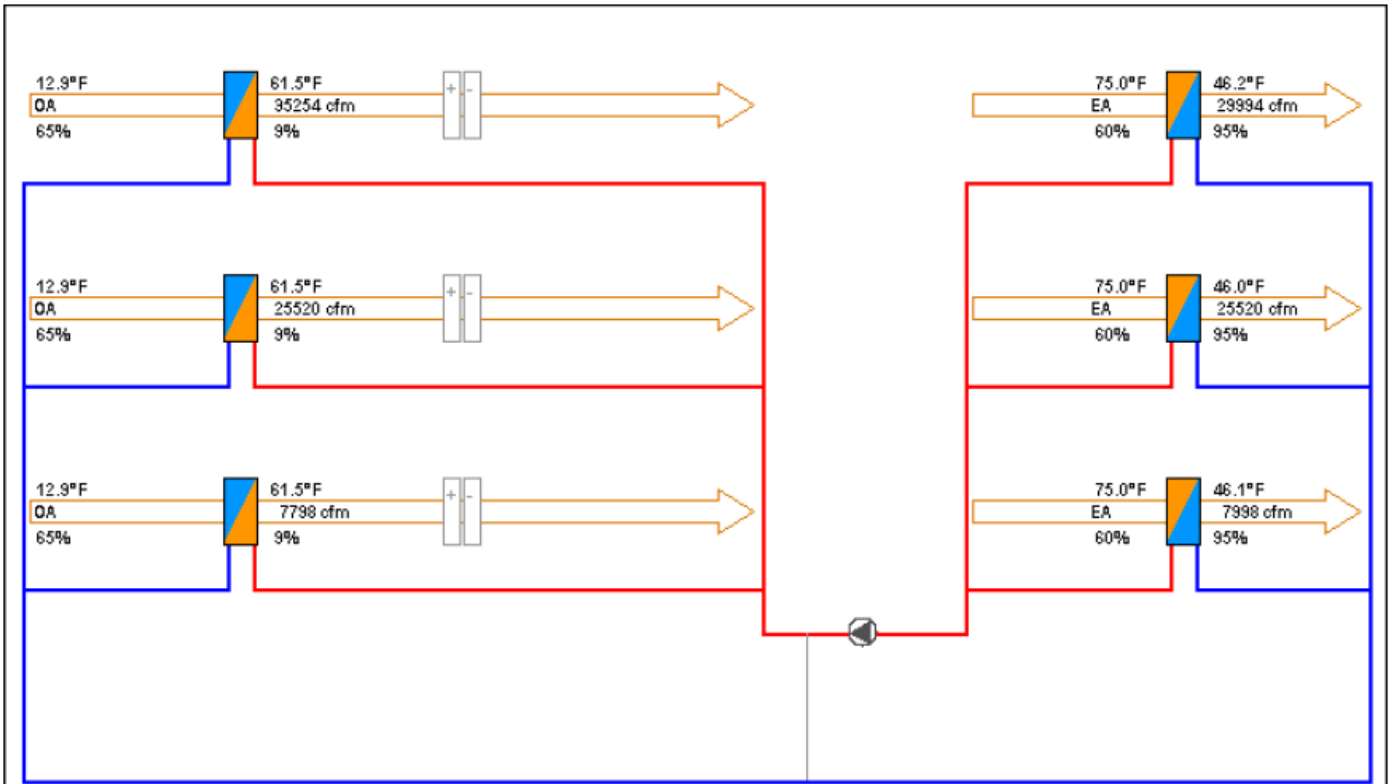 12.9°F 61.5°F 75.0°F 46.2°F
OA 95254 cfm + - EA 29994 cfm
65% 9% 60% 95%
12.9°F 61.5°F 75.0°F 46.0°F
OA 25520 cfm + - EA 25520 cfm
65% 9% 60% 95%
12.9°F 61.5°F 75.0°F 46.1°F
OA 7798 cfm + - EA 7998 cfm
65% 9% 60% 95%